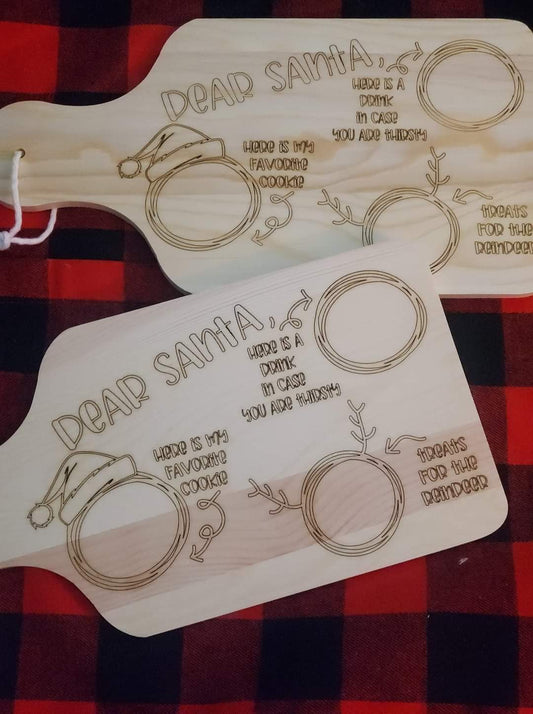 DEAR SANTA,
HERE IS A
DRINK
IN CASE
YOU ARE THIRSTY
HERE IS MY
FAVORITE
COOKIE
TREATS
FOR THE
REINDEER
DEAR SANTA,
HERE IS A
DRINK
IN CASE
YOU ARE THIRSTY
HERE IS MY
FAVORITE
COOKIE
TREATS
FOR THE
REINDEER